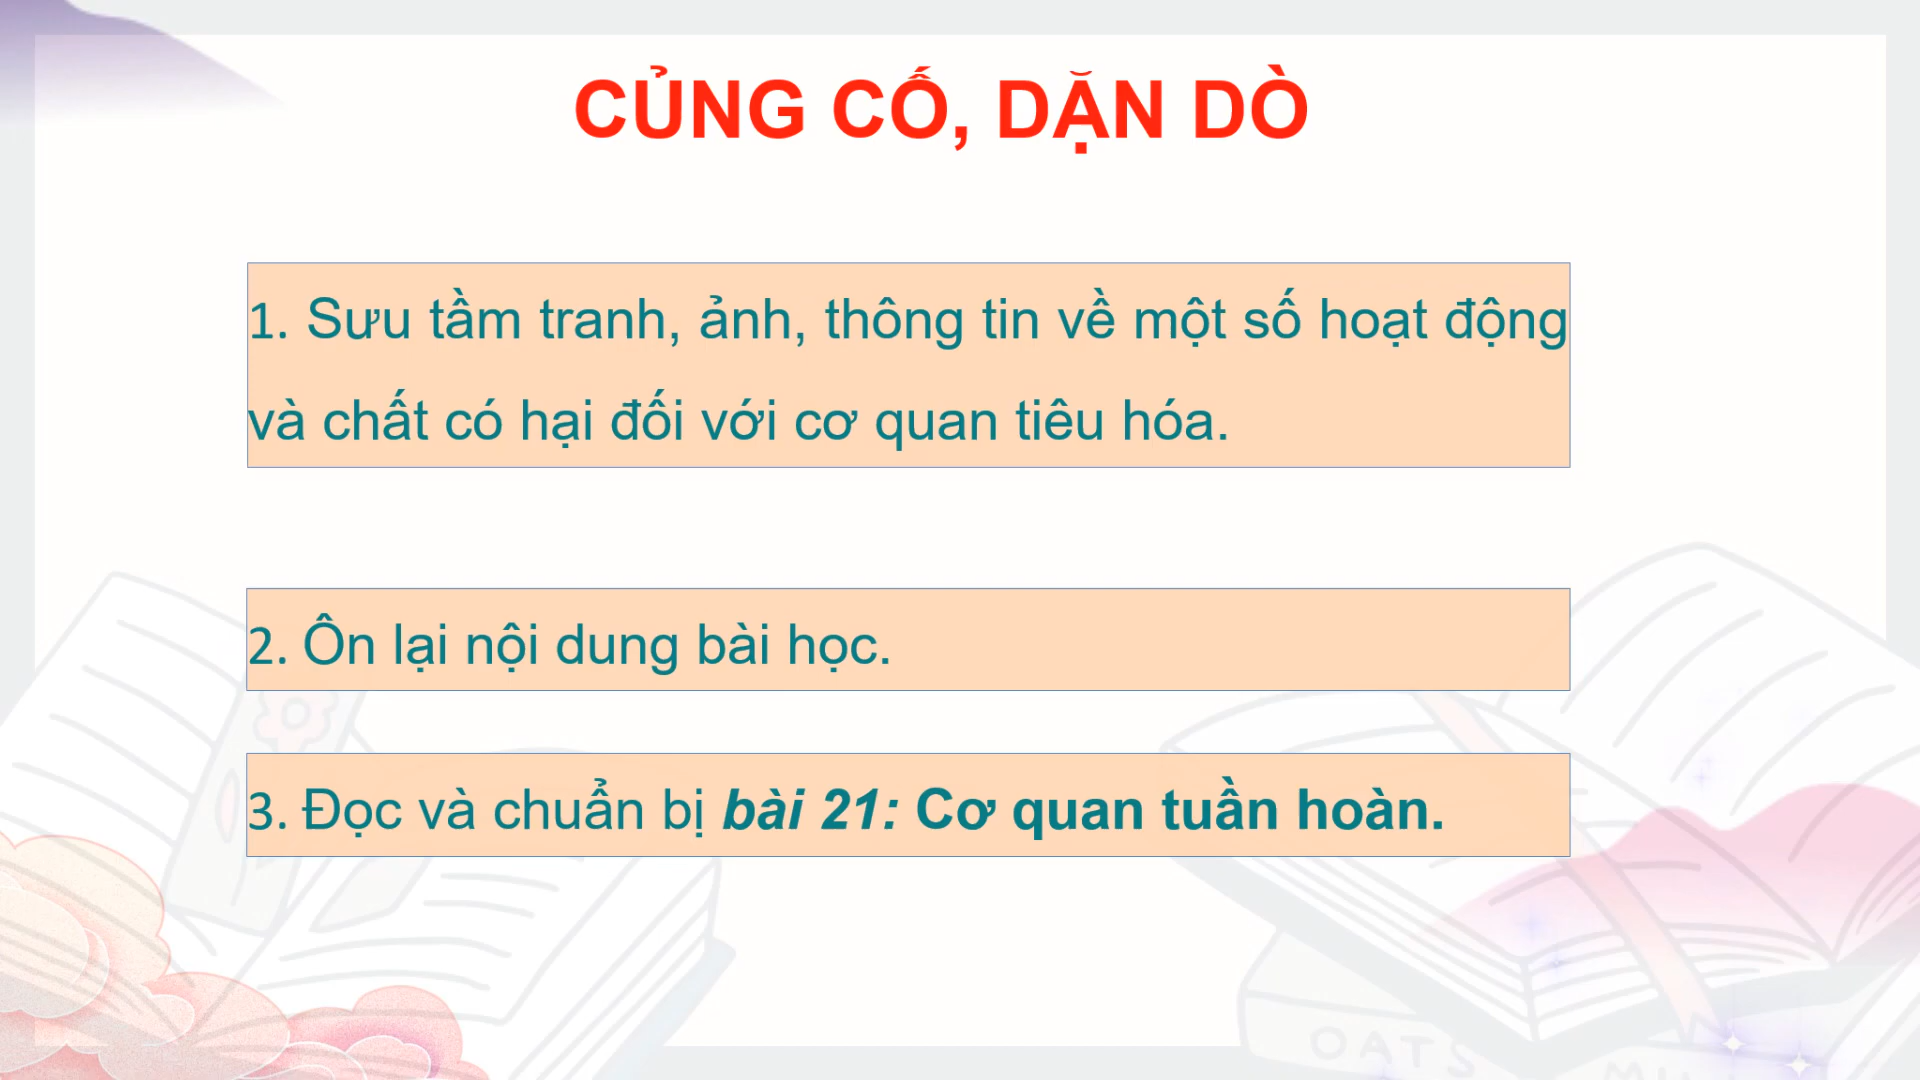 CỦNG CỐ, DẶN DÒ
1. Sưu tầm tranh, ảnh, thông tin về một số hoạt động
và chất có hại đối với cơ quan tiêu hóa.
2. Ôn lại nội dung bài học.
3. Đọc và chuẩn bị bài 21: Cơ quan tuần hoàn.
OATS